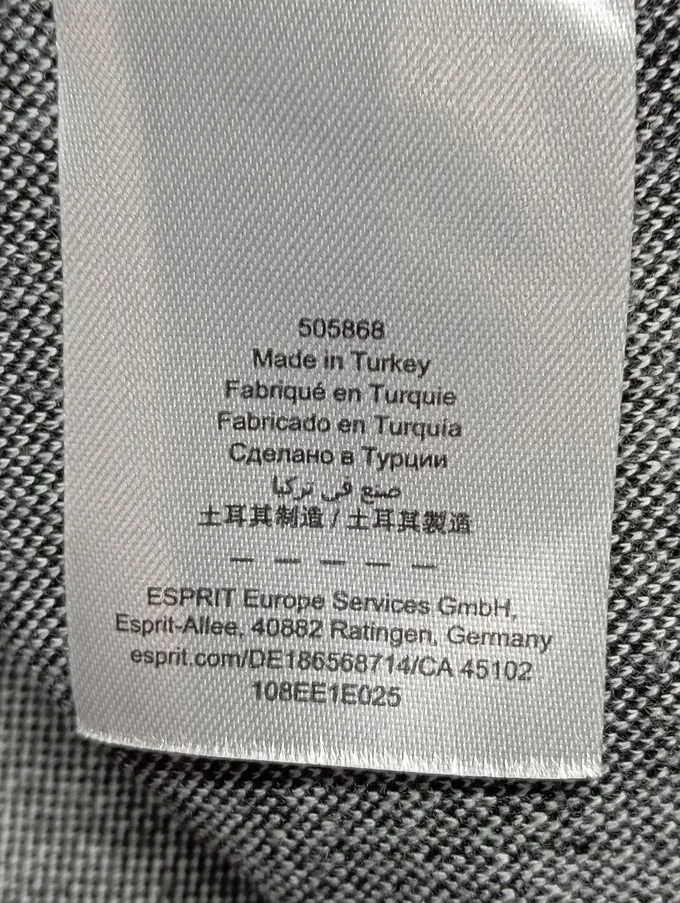 505868
Made in Turkey
Fabriqué en Turquie
Fabricado en Turquia
Сделано в Турции
صنع في تركيا
土耳其制造 / 土耳其製造
— — — — —
ESPRIT Europe Services GmbH,
Esprit-Allee, 40882 Ratingen, Germany
esprit.com/DE186568714/CA 45102
108EE1E025